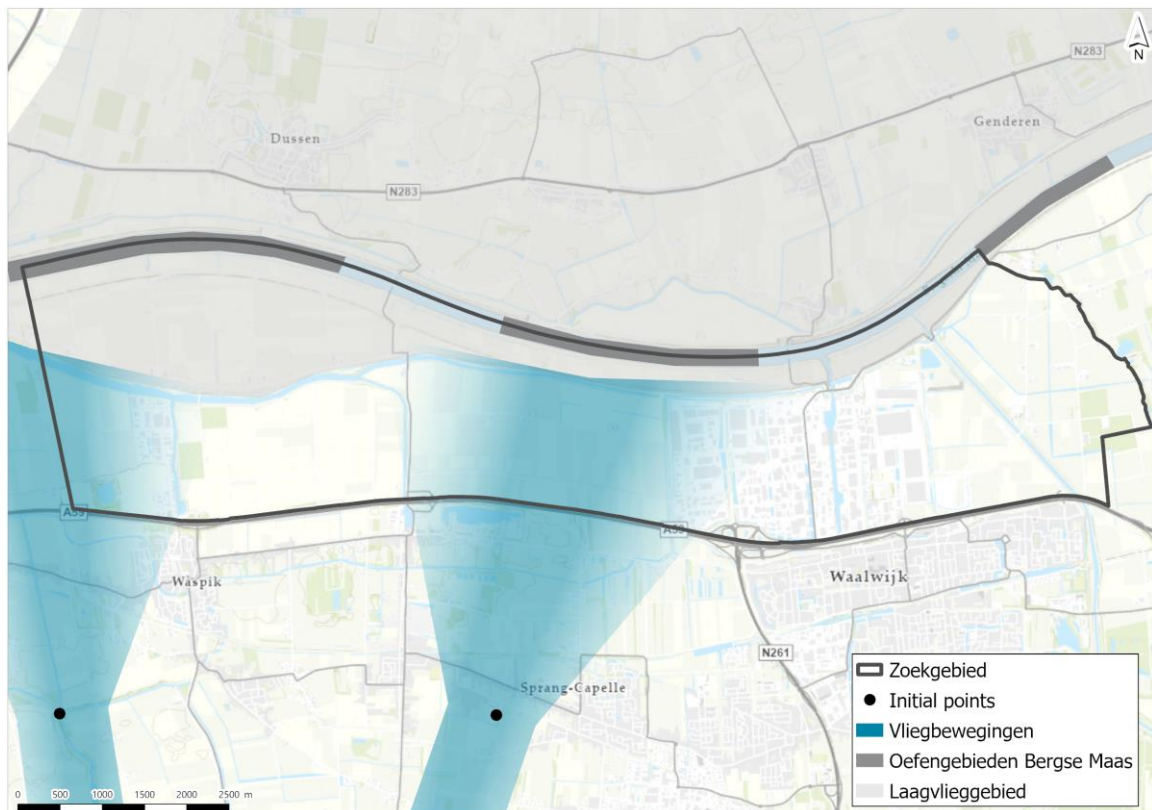 N
N283
Genderen
Dussen
N283
A59
A59
Waspik
Waalwijk
N261
Sprang-Capelle
Zoekgebied
Initial points
Vliegbewegingen
Oefengebieden Bergse Maas
Laagvlieggebied
0 500 1000 1500 2000 2500 m